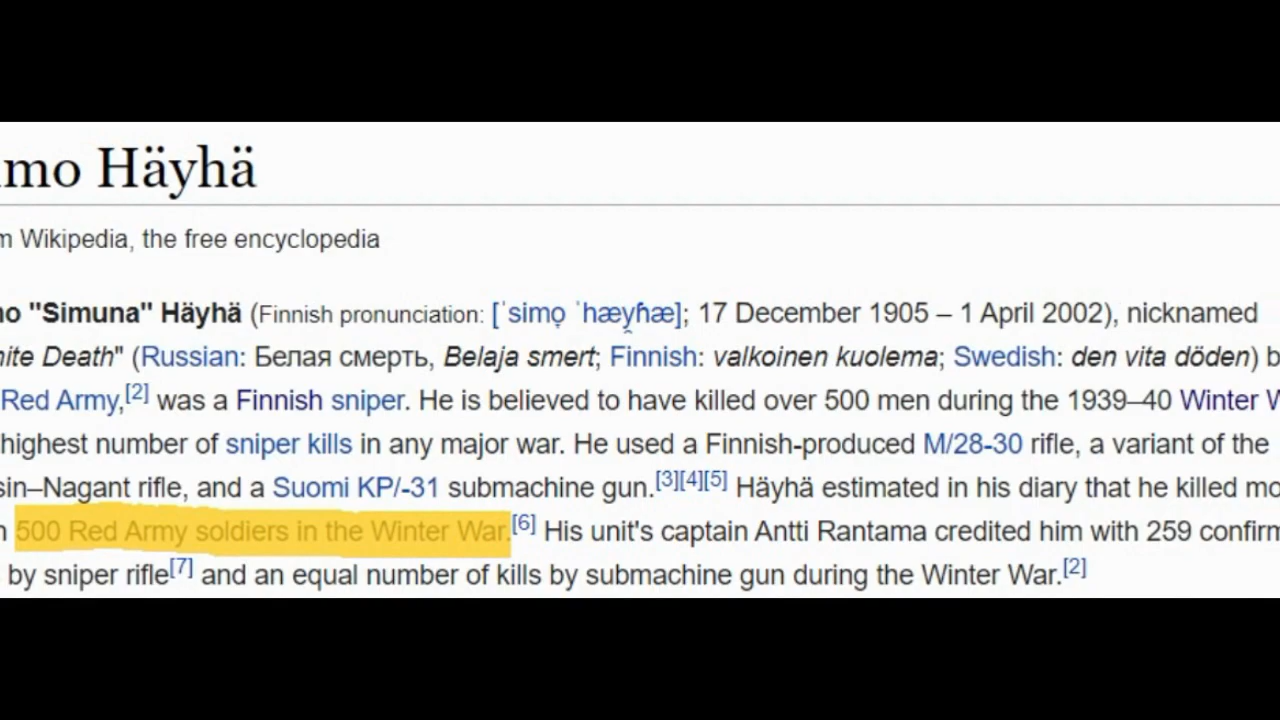 imo Häyhä
m Wikipedia, the free encyclopedia
no "Simuna" Häyhä (Finnish pronunciation: [ˈsimo̞ ˈhæy̯hæ]; 17 December 1905 – 1 April 2002), nicknamed
nite Death" (Russian: Белая смерть, Belaja smert; Finnish: valkoinen kuolema; Swedish: den vita döden) b
Red Army,[2] was a Finnish sniper. He is believed to have killed over 500 men during the 1939–40 Winter W
highest number of sniper kills in any major war. He used a Finnish-produced M/28-30 rifle, a variant of the
sin–Nagant rifle, and a Suomi KP/-31 submachine gun.[3][4][5] Häyhä estimated in his diary that he killed mo
n 500 Red Army soldiers in the Winter War.[6] His unit's captain Antti Rantama credited him with 259 confirm
by sniper rifle[7] and an equal number of kills by submachine gun during the Winter War.[2]